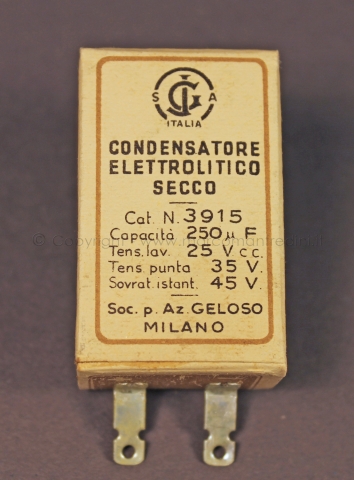 JG
S A
ITALIA
CONDENSATORE
ELETTROLITICO
SECCO
Cat. N. 3915
Capacità 250 µ F
Tens. lav. 25 V c c.
Tens punta 35 V.
Sovrat. istant. 45 V.
Soc. p. Az. GELOSO
MILANO